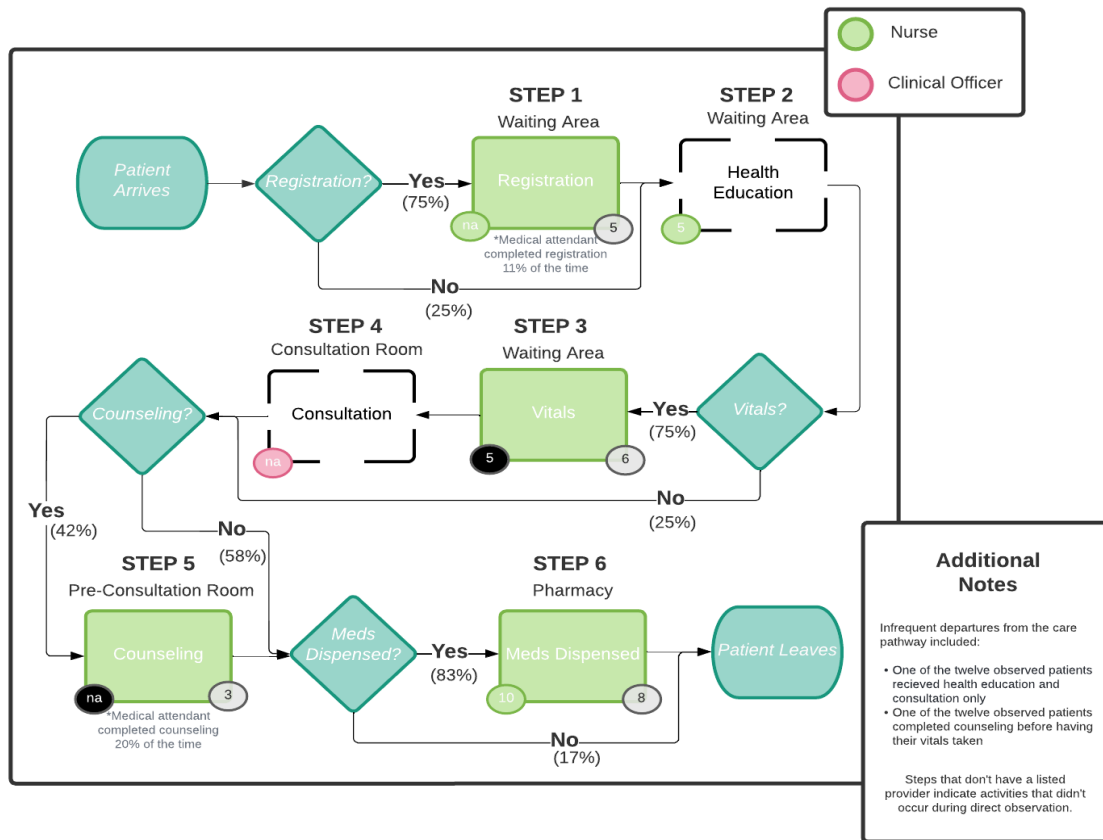 Nurse
Clinical Officer
STEP 1
Waiting Area
STEP 2
Waiting Area
Patient
Arrives
Registration?
Yes
(75%)
Registration
na
5
*Medical attendant
completed registration
11% of the time
Health
Education
5
No
(25%)
STEP 4
Consultation Room
STEP 3
Waiting Area
Counseling?
Consultation
na
Vitals
5
6
Yes
(75%)
Vitals?
No
(25%)
Yes
(42%)
No
(58%)
STEP 5
Pre-Consultation Room
STEP 6
Pharmacy
Counseling
na
3
*Medical attendant
completed counseling
20% of the time
Meds
Dispensed?
Yes
(83%)
Meds Dispensed
10
8
Patient Leaves
No
(17%)
Additional
Notes
Infrequent departures from the care
pathway included:
• One of the twelve observed patients
recieved health education and
consultation only
• One of the twelve observed patients
completed counseling before having
their vitals taken
Steps that don't have a listed
provider indicate activities that didn't
occur during direct observation.